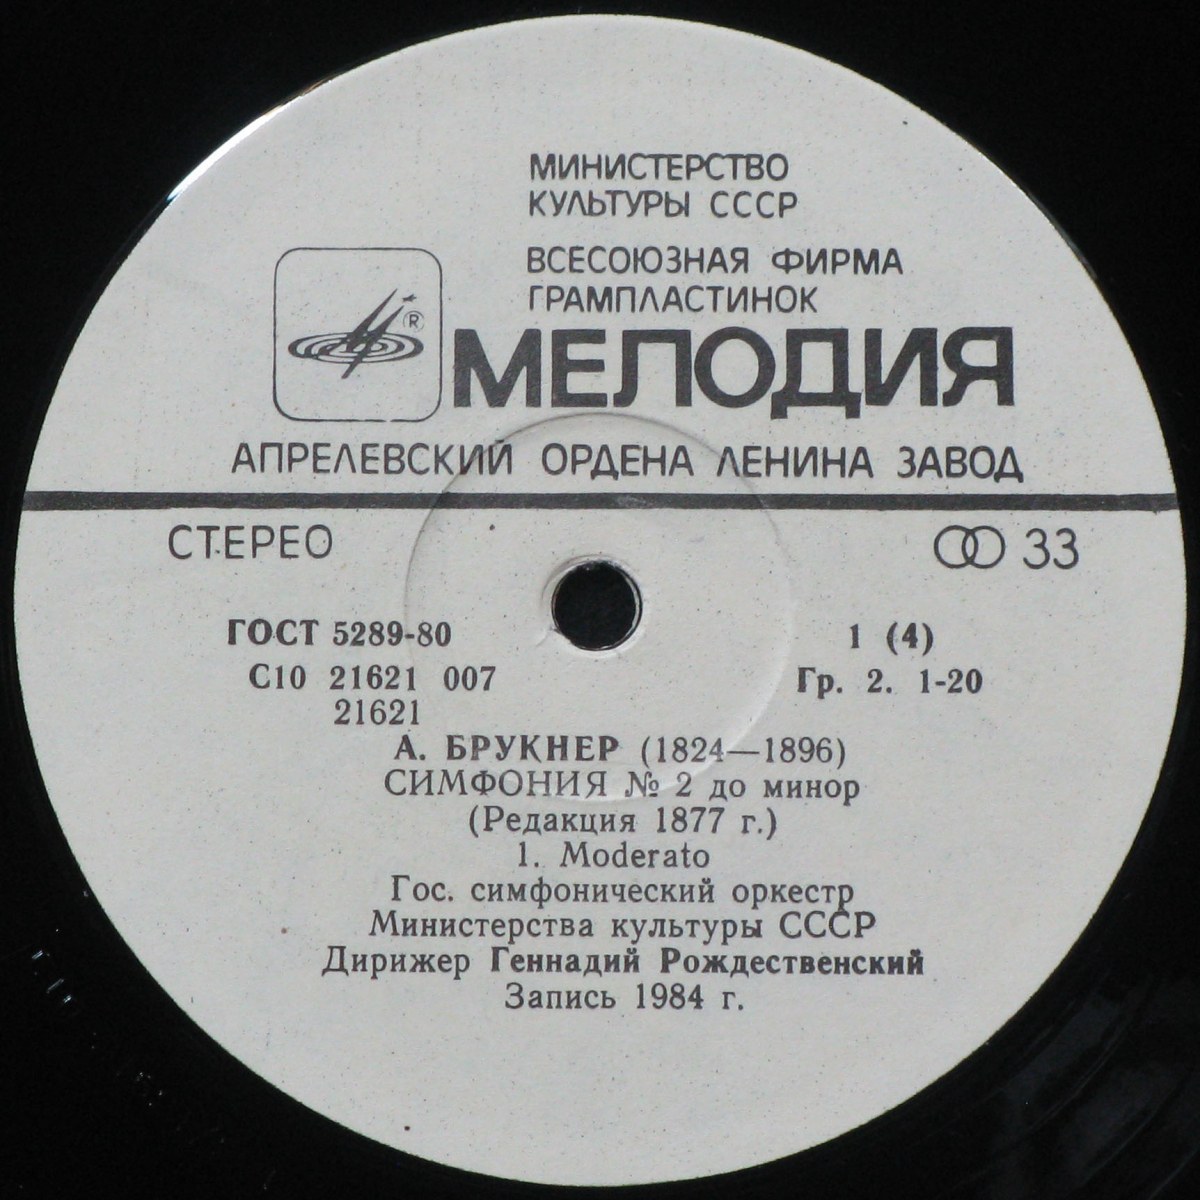 МИНИСТЕРСТВО
КУЛЬТУРЫ СССР
ВСЕСОЮЗНАЯ ФИРМА
ГРАМПЛАСТИНОК
®
МЕЛОДИЯ
АПРЕЛЕВСКИЙ ОРДЕНА ЛЕНИНА ЗАВОД
СТЕРЕО 33
ГОСТ 5289-80 1 (4)
С10 21621 007 Гр. 2. 1-20
21621
А. БРУКНЕР (1824—1896)
СИМФОНИЯ № 2 до минор
(Редакция 1877 г.)
1. Moderato
Гос. симфонический оркестр
Министерства культуры СССР
Дирижер Геннадий Рождественский
Запись 1984 г.